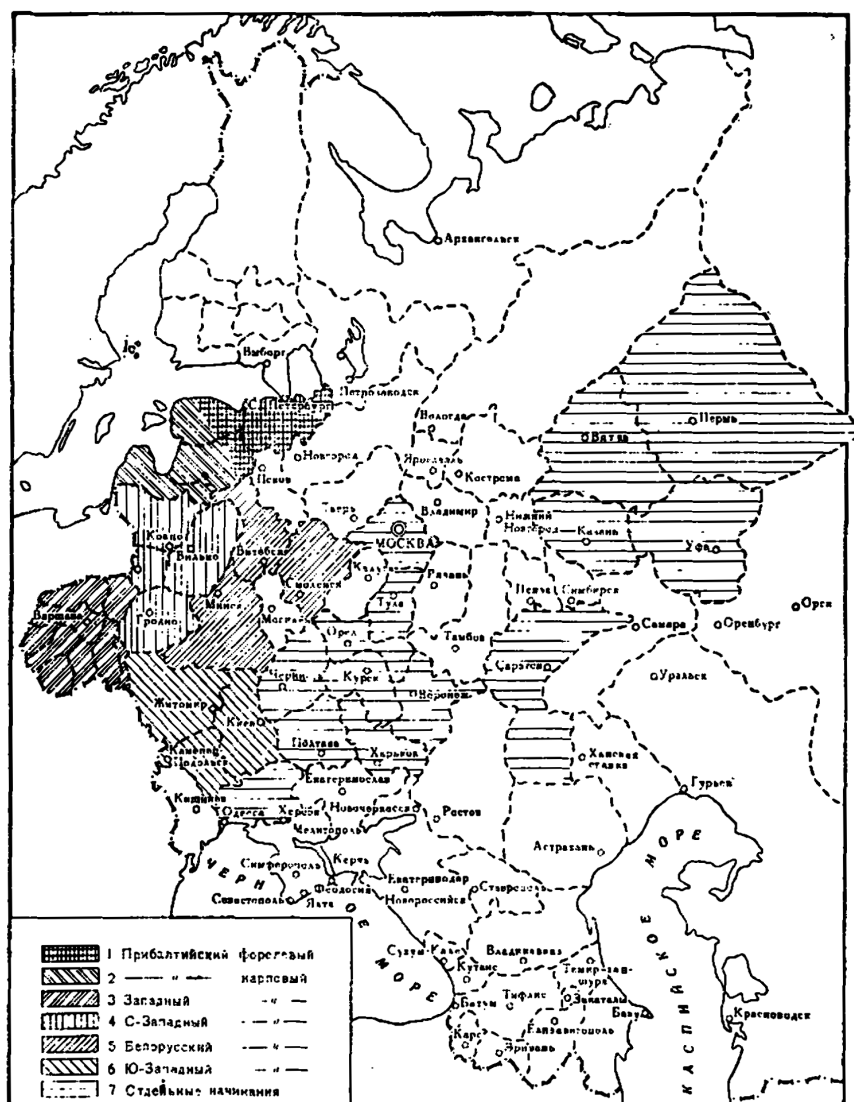 Архангельск
Выборг
С.Петербург
Петрозаводск
Вологда
Пермь
Вятка
Новгород
Ярославль
Кострома
Псков
Тверь
Владимир
Нижний
Новгород
Казань
МОСКВА
Ковно
Вильно
Витебск
Уфа
Смоленск
Рязань
Минск
Тула
Пенза
Симбирск
Варшава
Гродно
Самара
Оренбург
Орск
Орел
Тамбов
Саратов
Курск
Уральск
Воронеж
Житомир
Киев
Полтава
Харьков
Ханская
ставка
Каменец
Подольск
Екатеринослав
Гурьев
Кишинев
Одесса
Херсон
Новочеркасск
Ростов
Мелитополь
Астрахань
ЧЕРНОЕ МОРЕ
Керчь
Симферополь
Екатеринодар
Феодосия
Ставрополь
Севастополь
Ялта
Новороссийск
КАСПИЙСКОЕ МОРЕ
Владикавказ
Кутаис
Батум
Тифлис
Закаталы
Баку
Красноводск
Елизаветполь
Карс
Эривань
1 Прибалтийский форелевый
2 — „ — карповый
3 Западный — „ —
4 С-Западный — „ —
5 Белорусский — „ —
6 Ю-Западный — „ —
7 Отдельные начинания